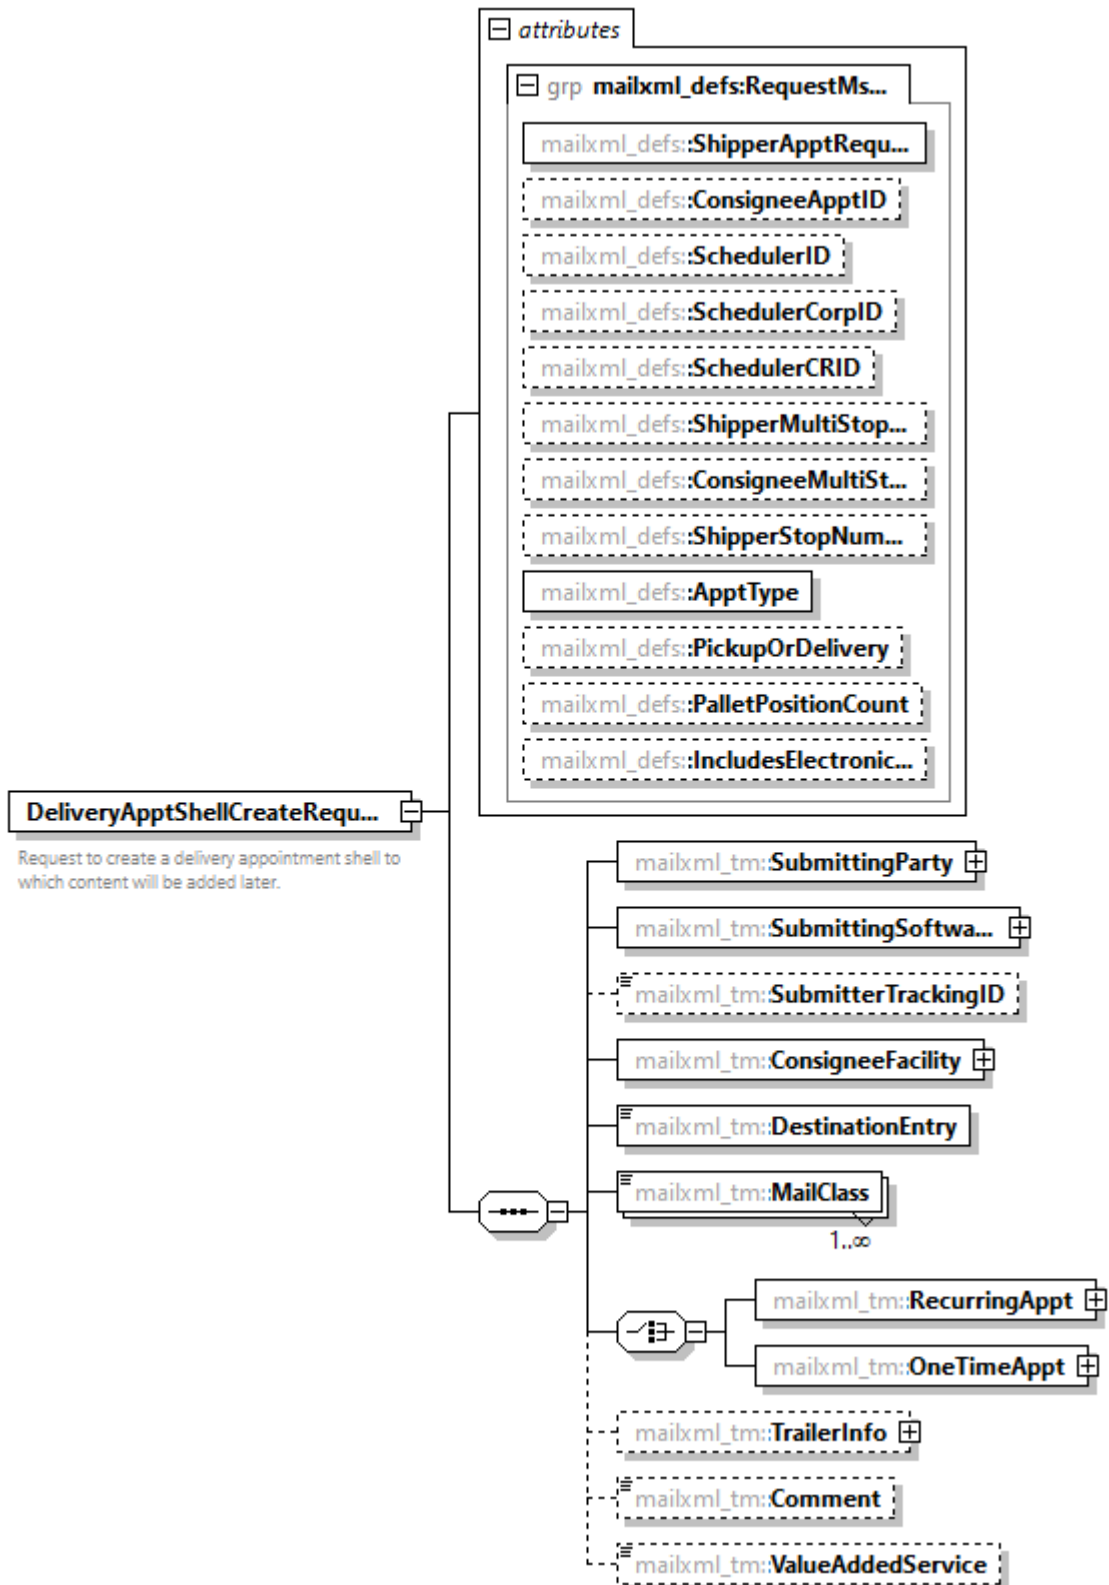 attributes
grp mailxml_defs:RequestMs...
mailxml_defs::ShipperApptRequ...
mailxml_defs::ConsigneeApptID
mailxml_defs::SchedulerID
mailxml_defs::SchedulerCorpID
mailxml_defs::SchedulerCRID
mailxml_defs::ShipperMultiStop...
mailxml_defs::ConsigneeMultiSt...
mailxml_defs::ShipperStopNum...
mailxml_defs::ApptType
mailxml_defs::PickupOrDelivery
mailxml_defs::PalletPositionCount
mailxml_defs::IncludesElectronic...
DeliveryApptShellCreateRequ...
Request to create a delivery appointment shell to
which content will be added later.
mailxml_tm::SubmittingParty
mailxml_tm::SubmittingSoftwa...
mailxml_tm::SubmitterTrackingID
mailxml_tm::ConsigneeFacility
mailxml_tm::DestinationEntry
mailxml_tm::MailClass
1..∞
mailxml_tm::RecurringAppt
mailxml_tm::OneTimeAppt
mailxml_tm::TrailerInfo
mailxml_tm::Comment
mailxml_tm::ValueAddedService